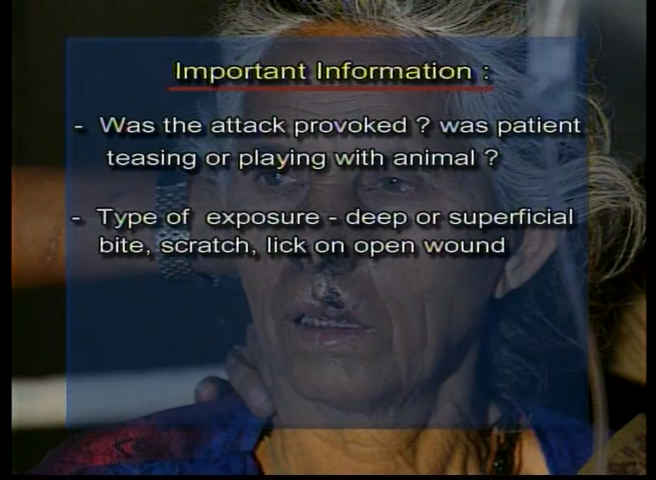 Important Information :
- Was the attack provoked ? was patient
teasing or playing with animal ?
- Type of exposure - deep or superficial
bite, scratch, lick on open wound